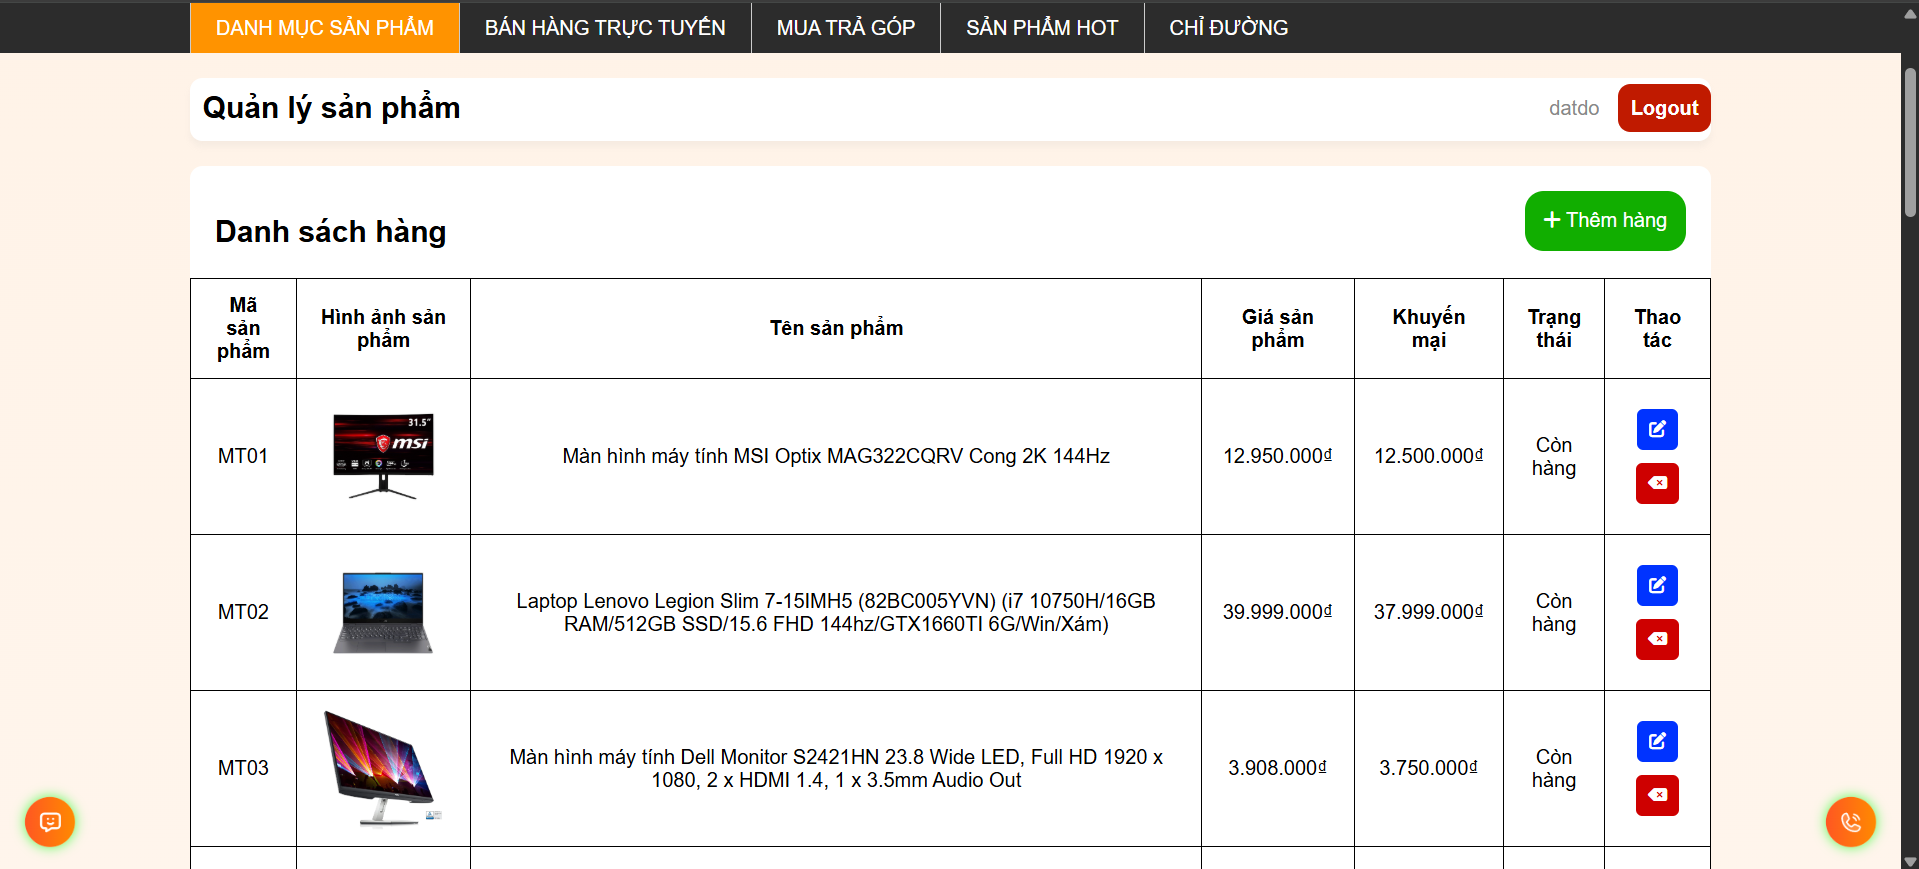 DANH MỤC SẢN PHẨM
BÁN HÀNG TRỰC TUYẾN
MUA TRẢ GÓP
SẢN PHẨM HOT
CHỈ ĐƯỜNG
Quản lý sản phẩm
datdo
Logout
Danh sách hàng
Thêm hàng
Mã
sản
phẩm
Hình ảnh sản
phẩm
Tên sản phẩm
Giá sản
phẩm
Khuyến
mại
Trạng
thái
Thao
tác
MT01
31.5"
msi
Màn hình máy tính MSI Optix MAG322CQRV Cong 2K 144Hz
12.950.000₫
12.500.000₫
Còn
hàng
MT02
Laptop Lenovo Legion Slim 7-15IMH5 (82BC005YVN) (i7 10750H/16GB
RAM/512GB SSD/15.6 FHD 144hz/GTX1660TI 6G/Win/Xám)
39.999.000₫
37.999.000₫
Còn
hàng
MT03
Màn hình máy tính Dell Monitor S2421HN 23.8 Wide LED, Full HD 1920 x
1080, 2 x HDMI 1.4, 1 x 3.5mm Audio Out
3.908.000₫
3.750.000₫
Còn
hàng